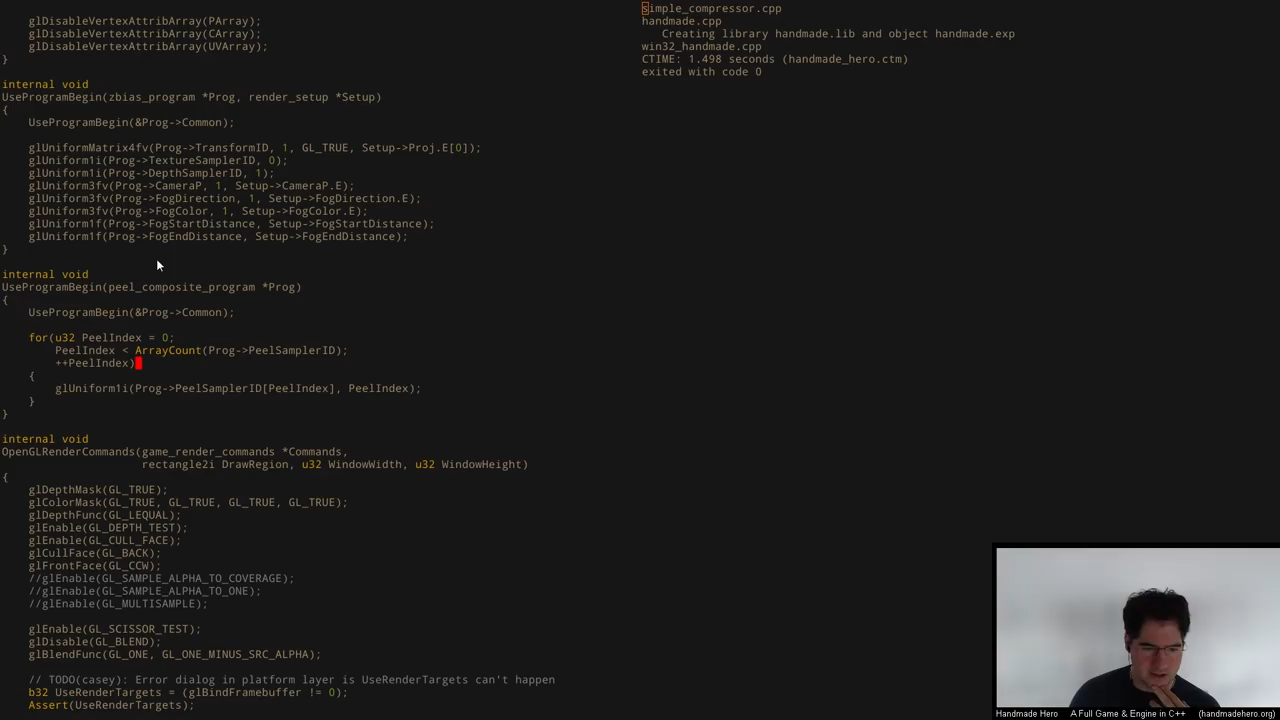 glDisableVertexAttribArray(PArray);
    glDisableVertexAttribArray(CArray);
    glDisableVertexAttribArray(UVArray);
}

internal void
UseProgramBegin(zbias_program *Prog, render_setup *Setup)
{
    UseProgramBegin(&Prog->Common);

    glUniformMatrix4fv(Prog->TransformID, 1, GL_TRUE, Setup->Proj.E[0]);
    glUniform1i(Prog->TextureSamplerID, 0);
    glUniform1i(Prog->DepthSamplerID, 1);
    glUniform3fv(Prog->CameraP, 1, Setup->CameraP.E);
    glUniform3fv(Prog->FogDirection, 1, Setup->FogDirection.E);
    glUniform3fv(Prog->FogColor, 1, Setup->FogColor.E);
    glUniform1f(Prog->FogStartDistance, Setup->FogStartDistance);
    glUniform1f(Prog->FogEndDistance, Setup->FogEndDistance);
}

internal void
UseProgramBegin(peel_composite_program *Prog)
{
    UseProgramBegin(&Prog->Common);

    for(u32 PeelIndex = 0;
        PeelIndex < ArrayCount(Prog->PeelSamplerID);
        ++PeelIndex)
    {
        glUniform1i(Prog->PeelSamplerID[PeelIndex], PeelIndex);
    }
}

internal void
OpenGLRenderCommands(game_render_commands *Commands,
                     rectangle2i DrawRegion, u32 WindowWidth, u32 WindowHeight)
{
    glDepthMask(GL_TRUE);
    glColorMask(GL_TRUE, GL_TRUE, GL_TRUE, GL_TRUE);
    glDepthFunc(GL_LEQUAL);
    glEnable(GL_DEPTH_TEST);
    glEnable(GL_CULL_FACE);
    glCullFace(GL_BACK);
    glFrontFace(GL_CCW);
    //glEnable(GL_SAMPLE_ALPHA_TO_COVERAGE);
    //glEnable(GL_SAMPLE_ALPHA_TO_ONE);
    //glEnable(GL_MULTISAMPLE);

    glEnable(GL_SCISSOR_TEST);
    glDisable(GL_BLEND);
    glBlendFunc(GL_ONE, GL_ONE_MINUS_SRC_ALPHA);

    // TODO(casey): Error dialog in platform layer is UseRenderTargets can't happen
    b32 UseRenderTargets = (glBindFramebuffer != 0);
    Assert(UseRenderTargets);
simple_compressor.cpp
handmade.cpp
   Creating library handmade.lib and object handmade.exp
win32_handmade.cpp
CTIME: 1.498 seconds (handmade_hero.ctm)
exited with code 0
Handmade Hero    A Full Game & Engine in C++    (handmadehero.org)